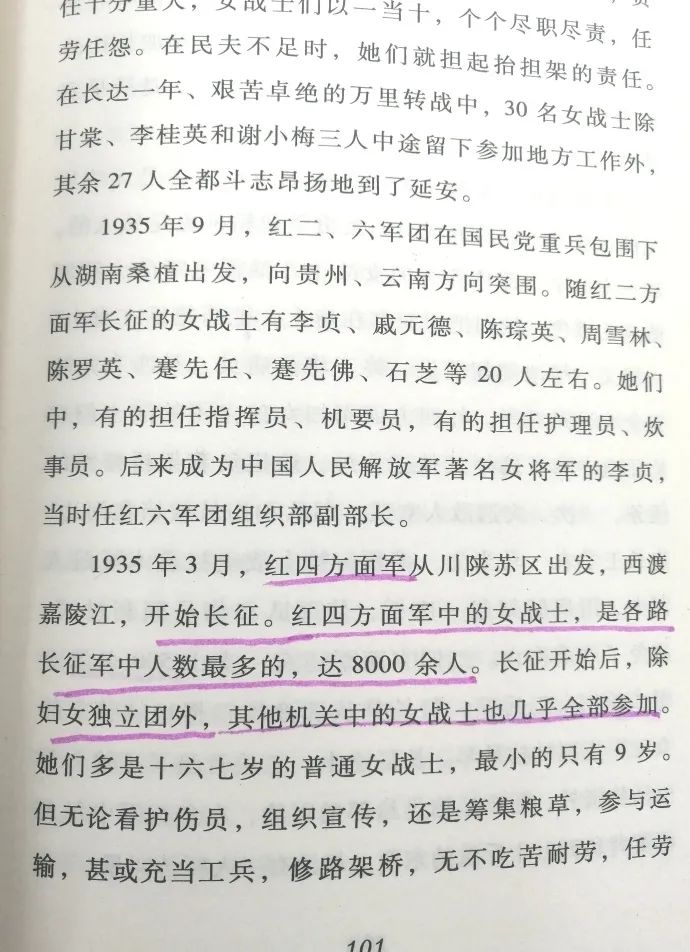 任十分重大，女战士们以一当十，个个尽职尽责，任
劳任怨。在民夫不足时，她们就担起抬担架的责任。
在长达一年、艰苦卓绝的万里转战中，30 名女战士除
甘棠、李桂英和谢小梅三人中途留下参加地方工作外，
其余 27 人全都斗志昂扬地到了延安。
1935 年 9 月，红二、六军团在国民党重兵包围下
从湖南桑植出发，向贵州、云南方向突围。随红二方
面军长征的女战士有李贞、戚元德、陈琮英、周雪林、
陈罗英、蹇先任、蹇先佛、石芝等 20 人左右。她们
中，有的担任指挥员、机要员，有的担任护理员、炊
事员。后来成为中国人民解放军著名女将军的李贞，
当时任红六军团组织部副部长。
1935 年 3 月，红四方面军从川陕苏区出发，西渡
嘉陵江，开始长征。红四方面军中的女战士，是各路
长征军中人数最多的，达 8000 余人。长征开始后，除
妇女独立团外，其他机关中的女战士也几乎全部参加。
她们多是十六七岁的普通女战士，最小的只有 9 岁。
但无论看护伤员，组织宣传，还是筹集粮草，参与运
输，甚或充当工兵，修路架桥，无不吃苦耐劳，任劳
101